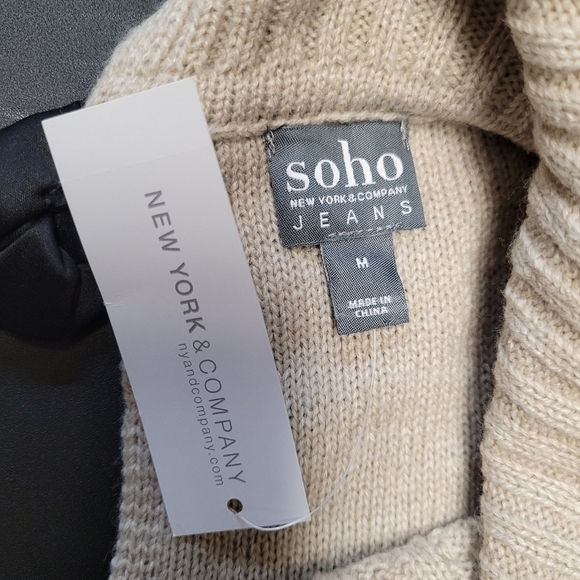 NEW YORK & COMPANY
nyandcompany.com
soho
NEW YORK & COMPANY
JEANS
M
MADE IN
CHINA